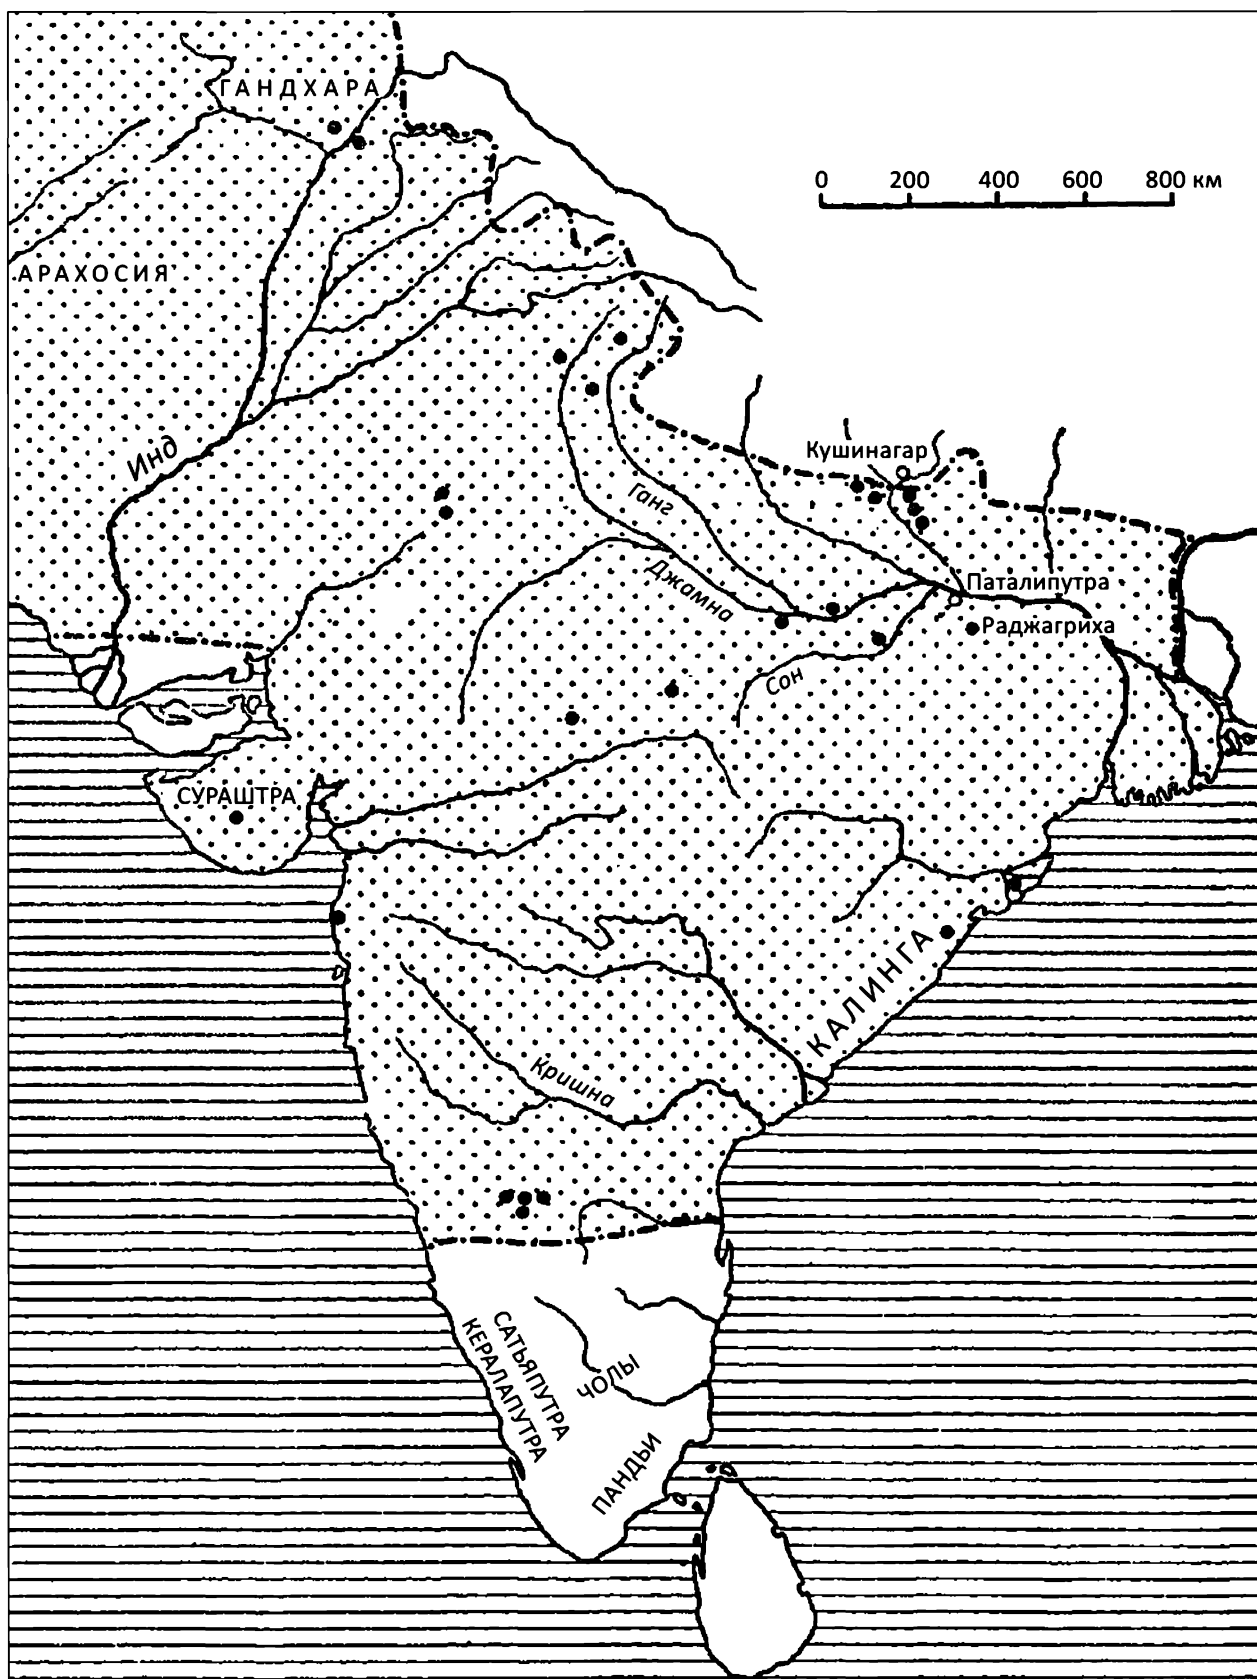 ГАНДХАРА
0 200 400 600 800 км
АРАХОСИЯ
Инд
Кушинагар
Ганг
Джамна
Паталипутра
Раджагриха
Сон
СУРАШТРА
КАЛИНГА
Кришна
САТЬЯПУТРА
КЕРАЛАПУТРА
ЧОЛЫ
ПАНДЬИ